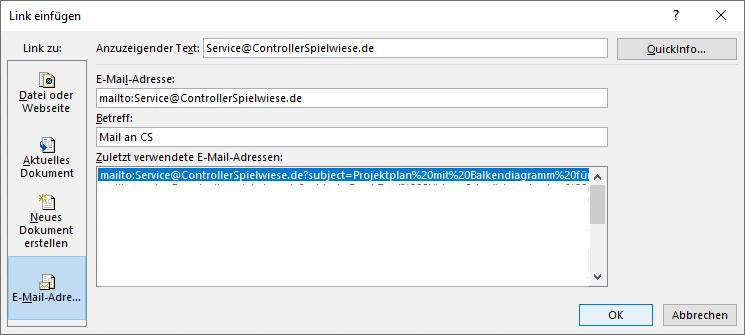 Link einfügen
? ×
Link zu: Anzuzeigender Text: Service@ControllerSpielwiese.de QuickInfo...
Datei oder
Webseite
Aktuelles
Dokument
Neues
Dokument
erstellen
E-Mail-Adre...
E-Mail-Adresse:
mailto:Service@ControllerSpielwiese.de
Betreff:
Mail an CS
Zuletzt verwendete E-Mail-Adressen:
mailto:Service@ControllerSpielwiese.de?subject=Projektplan%20mit%20Balkendiagramm%20für
OK Abbrechen